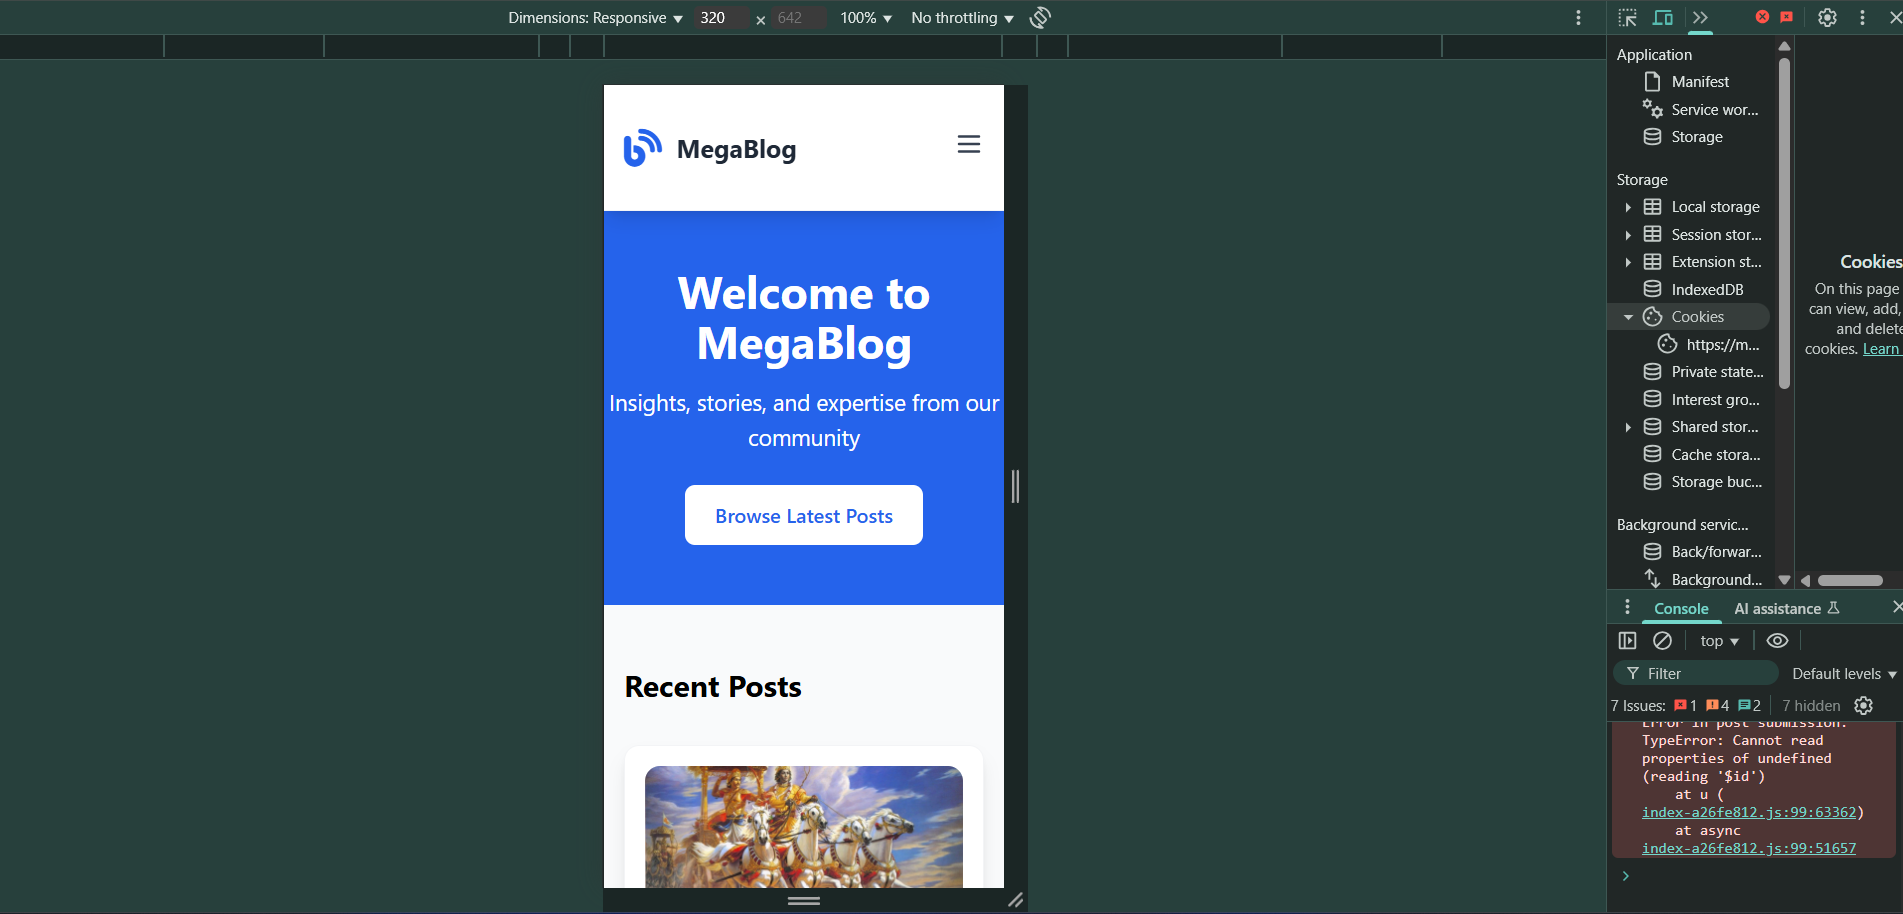 Dimensions: Responsive ▼ 320 × 642 100% ▼ No throttling ▼
MegaBlog
Welcome to
MegaBlog
Insights, stories, and expertise from our
community
Browse Latest Posts
Recent Posts
Application
Manifest
Service wor...
Storage
Storage
Local storage
Session stor...
Extension st...
IndexedDB
Cookies
https://m...
Private state...
Interest gro...
Shared stor...
Cache stora...
Storage buc...
Background servic...
Back/forwar...
Background...
Cookies
On this page
can view, add,
and delete
cookies. Learn
Console AI assistance
top ▼
Filter Default levels ▼
7 Issues: 1 4 2 7 hidden
Error in post submission:
TypeError: Cannot read
properties of undefined
(reading '$id')
at u (
index-a26fe812.js:99:63362)
at async
index-a26fe812.js:99:51657